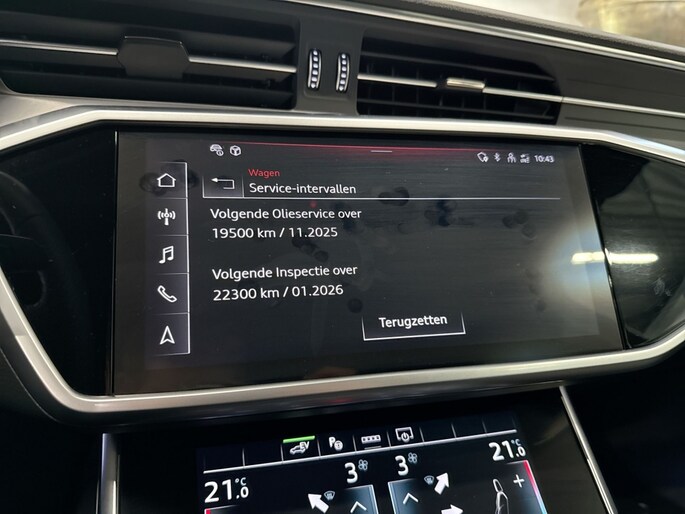 10:43
Wagen
Service-intervallen
Volgende Olieservice over
19500 km / 11.2025
Volgende Inspectie over
22300 km / 01.2026
Terugzetten
EV
3 3
21.0 °C
21.0 °C
+